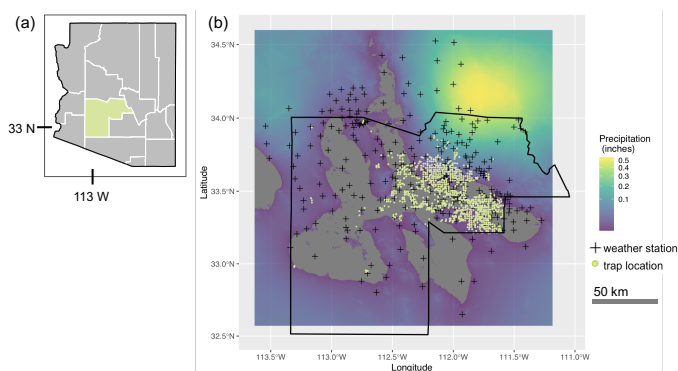 (a)
33 N
113 W
(b)
34.5°N
34.0°N
33.5°N
33.0°N
32.5°N
Latitude
113.5°W
113.0°W
112.5°W
112.0°W
111.5°W
111.0°W
Longitude
Precipitation
(inches)
0.5
0.4
0.3
0.2
0.1
weather station
trap location
50 km